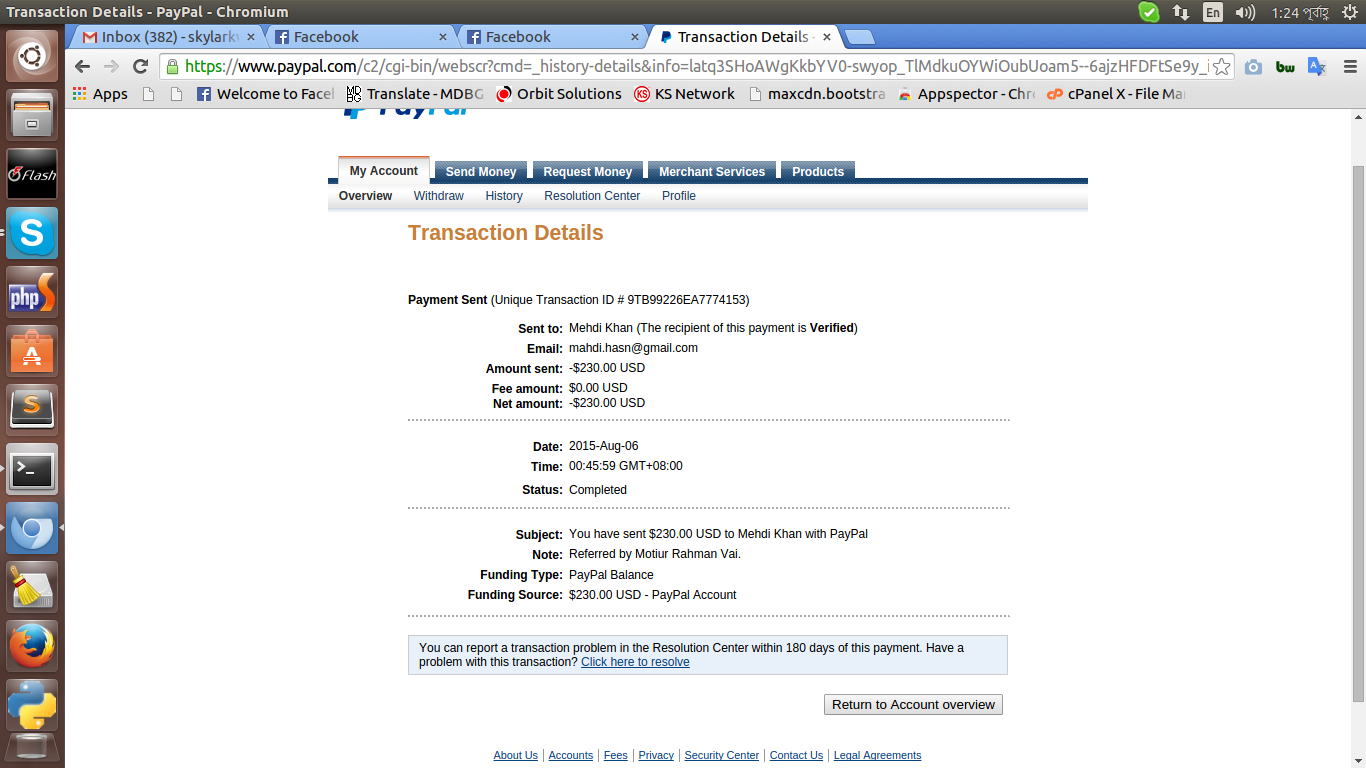 Transaction Details - PayPal - Chromium
En
1:24 পূর্বাহ্ণ
Inbox (382) - skylark
Facebook
Facebook
Transaction Details -
https://www.paypal.com/c2/cgi-bin/webscr?cmd=_history-details&info=latq3SHoAWgKkbYV0-swyop_TlMdkuOYWiOubUoam5--6ajzHFDFtSe9y_i
bw
Apps
Welcome to Facel
MDBG
Translate - MDBG
Orbit Solutions
KS
KS Network
maxcdn.bootstra
Appspector - Chr
cP
cPanel X - File Ma
PayPal
My Account
Send Money
Request Money
Merchant Services
Products
Overview
Withdraw
History
Resolution Center
Profile
Transaction Details
Payment Sent (Unique Transaction ID # 9TB99226EA7774153)
Sent to: Mehdi Khan (The recipient of this payment is Verified)
Email: mahdi.hasn@gmail.com
Amount sent: -$230.00 USD
Fee amount: $0.00 USD
Net amount: -$230.00 USD
Date: 2015-Aug-06
Time: 00:45:59 GMT+08:00
Status: Completed
Subject: You have sent $230.00 USD to Mehdi Khan with PayPal
Note: Referred by Motiur Rahman Vai.
Funding Type: PayPal Balance
Funding Source: $230.00 USD - PayPal Account
You can report a transaction problem in the Resolution Center within 180 days of this payment. Have a
problem with this transaction? Click here to resolve
Return to Account overview
About Us
Accounts
Fees
Privacy
Security Center
Contact Us
Legal Agreements
Flash
S
phpS
A
S
>_